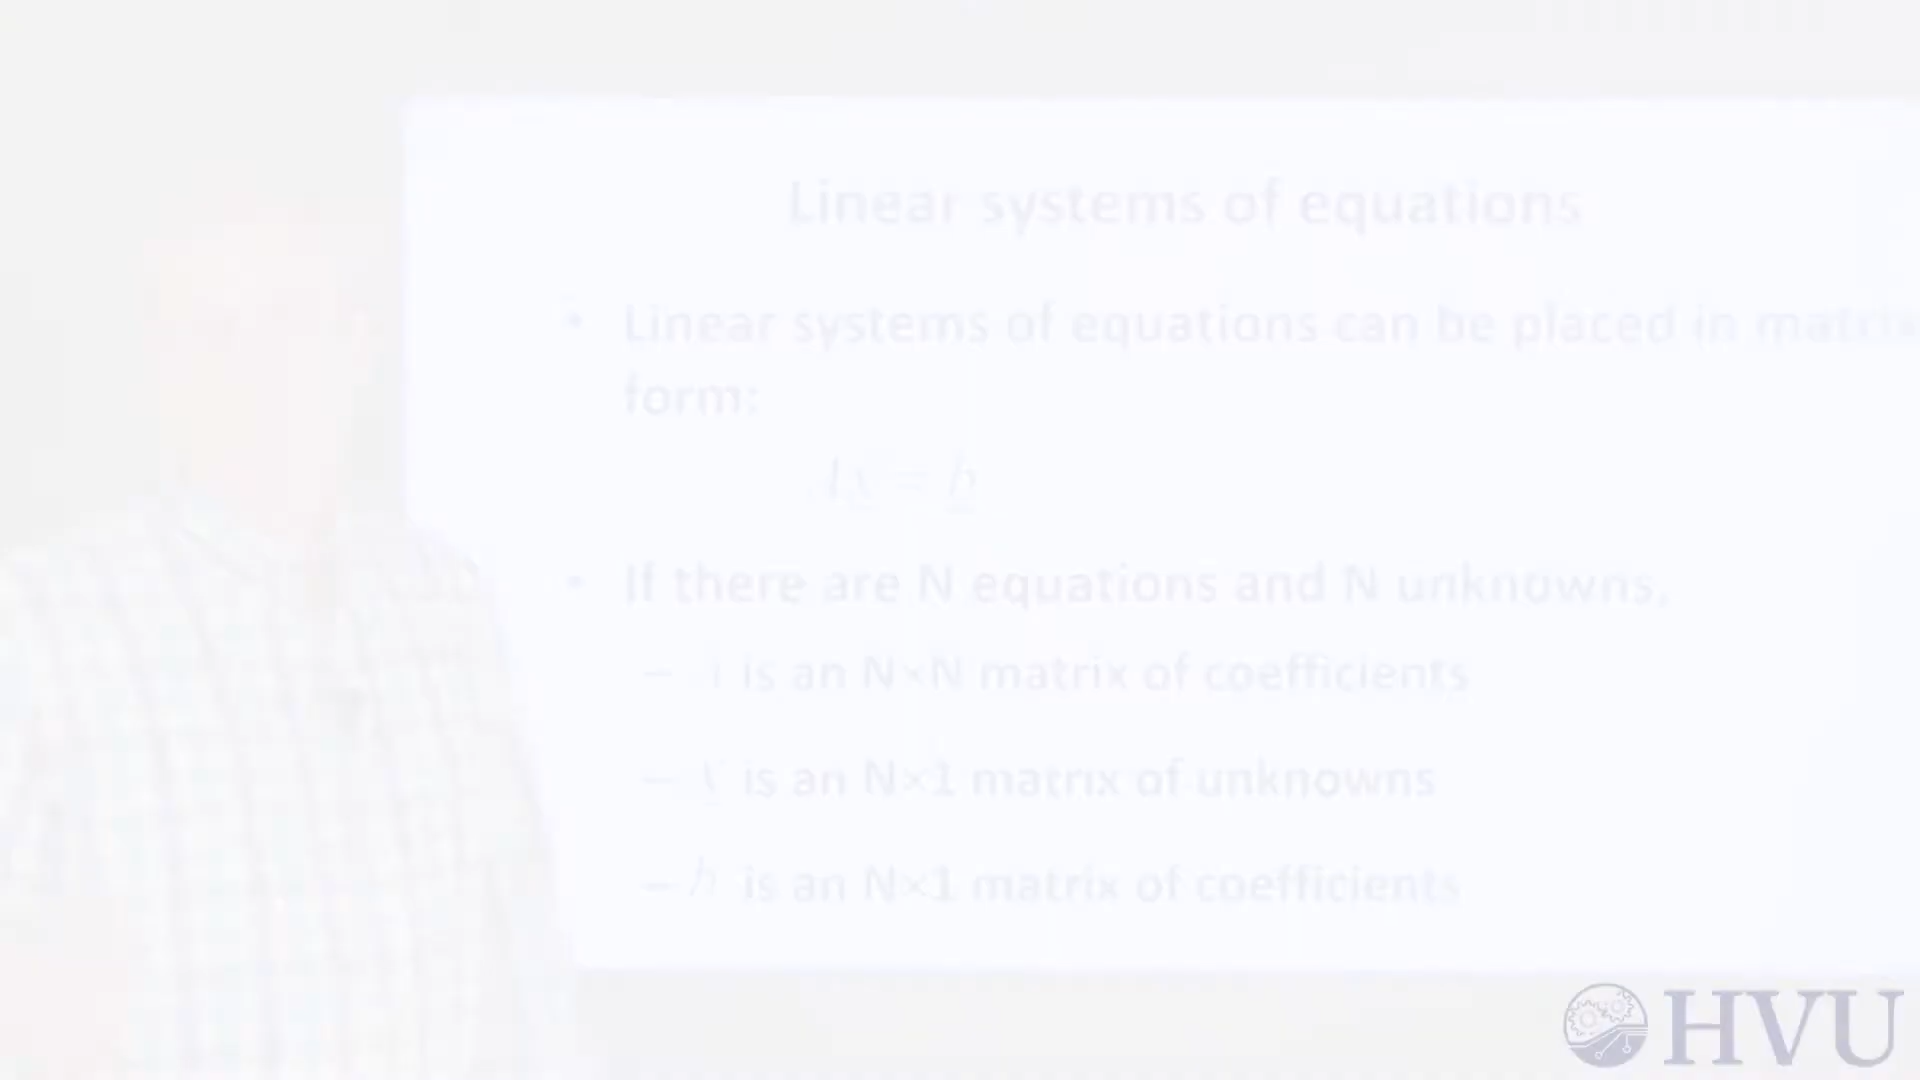 Linear systems of equations
• Linear systems of equations can be placed in matrix
form:
Ax = b
• If there are N equations and N unknowns,
– A is an N×N matrix of coefficients
– x is an N×1 matrix of unknowns
– b is an N×1 matrix of coefficients
HVU